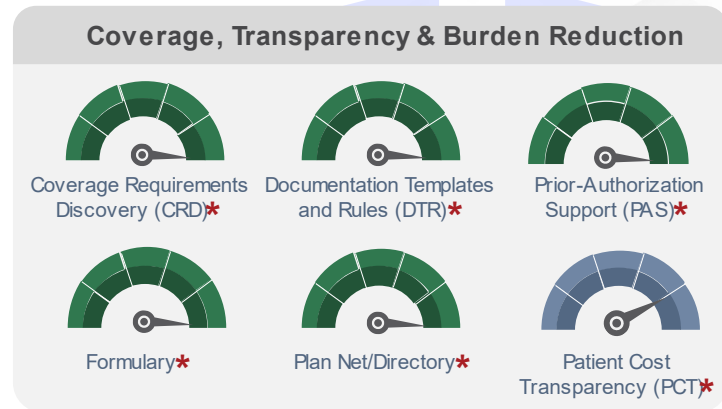 Coverage, Transparency & Burden Reduction
Coverage Requirements
Discovery (CRD)*
Documentation Templates
and Rules (DTR)*
Prior-Authorization
Support (PAS)*
Formulary*
Plan Net/Directory*
Patient Cost
Transparency (PCT)*